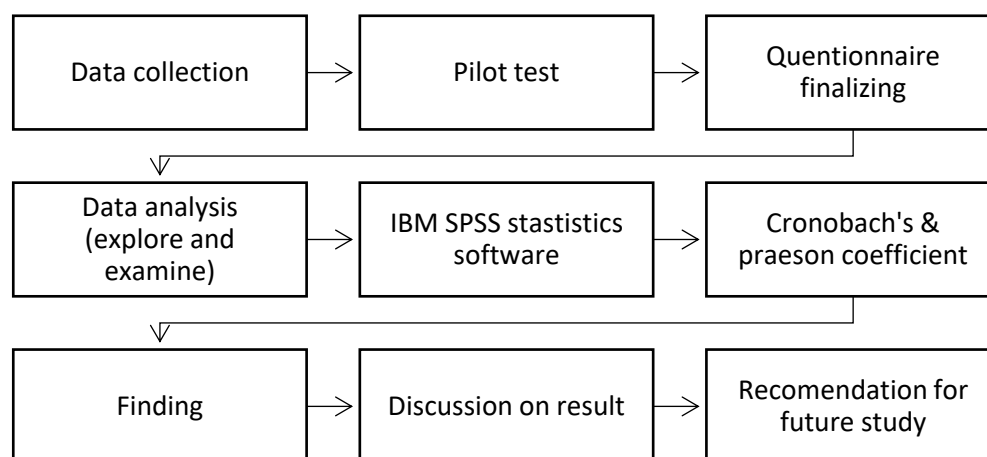 Data collection
Pilot test
Quentionnaire
finalizing
Data analysis
(explore and
examine)
IBM SPSS stastistics
software
Cronobach's &
praeson coefficient
Finding
Discussion on result
Recomendation for
future study